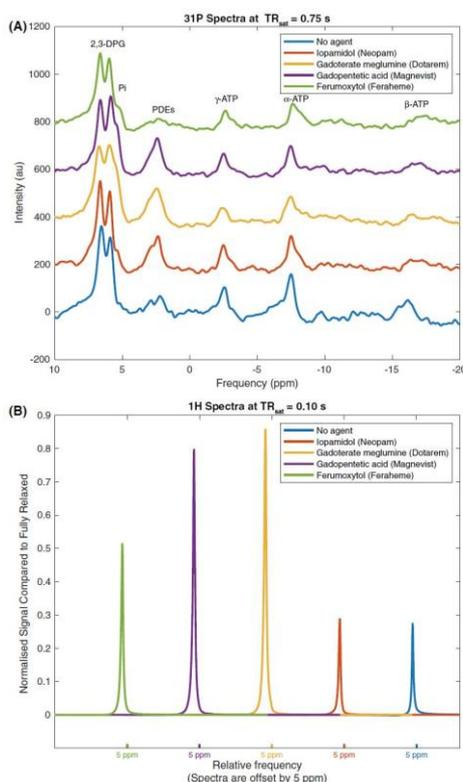 (A)
31P Spectra at TRsat = 0.75 s
1200
1000
800
600
400
200
0
-200
Intensity (au)
2,3-DPG
Pi
PDEs
γ-ATP
α-ATP
β-ATP
No agent
Iopamidol (Neopam)
Gadoterate meglumine (Dotarem)
Gadopentetic acid (Magnevist)
Ferumoxytol (Feraheme)
10 5 0 -5 -10 -15 -20
Frequency (ppm)
(B)
1H Spectra at TRsat = 0.10 s
0.9
0.8
0.7
0.6
0.5
0.4
0.3
0.2
0.1
0
Normalised Signal Compared to Fully Relaxed
No agent
Iopamidol (Neopam)
Gadoterate meglumine (Dotarem)
Gadopentetic acid (Magnevist)
Ferumoxytol (Feraheme)
5 ppm 5 ppm 5 ppm 5 ppm 5 ppm
Relative frequency
(Spectra are offset by 5 ppm)